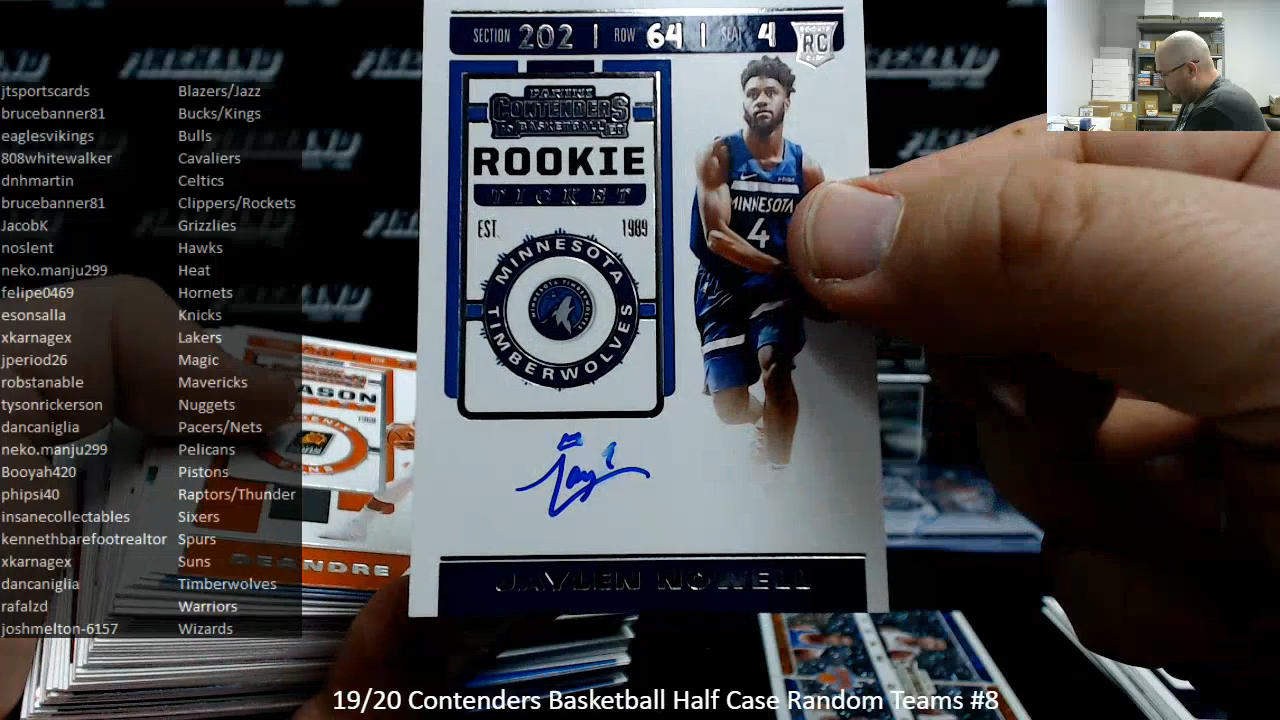 SECTION 202 | ROW 64 | SEAT 4
ROOKIE
RC
PANINI
CONTENDERS
BASKETBALL
ROOKIE
TICKET
EST. 1989
MINNESOTA
TIMBERWOLVES
MINNESOTA
4
JAYLEN NOWELL
ASON
DEANDRE A
jtsportscards Blazers/Jazz
brucebanner81 Bucks/Kings
eaglesvikings Bulls
808whitewalker Cavaliers
dnhmartin Celtics
brucebanner81 Clippers/Rockets
JacobK Grizzlies
noslent Hawks
neko.manju299 Heat
felipe0469 Hornets
esonsalla Knicks
xkarnagex Lakers
jperiod26 Magic
robstanable Mavericks
tysonrickerson Nuggets
dancaniglia Pacers/Nets
neko.manju299 Pelicans
Booyah420 Pistons
phipsi40 Raptors/Thunder
insanecollectables Sixers
kennethbarefootrealtor Spurs
xkarnagex Suns
dancaniglia Timberwolves
rafalzd Warriors
joshmelton-6157 Wizards
19/20 Contenders Basketball Half Case Random Teams #8